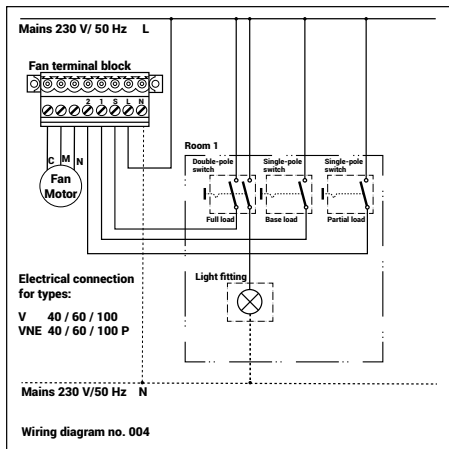 Mains 230 V/ 50 Hz L
Fan terminal block
2 1 S L N
C M N
Fan
Motor
Room 1
Double-pole
switch
Single-pole
switch
Single-pole
switch
Full load
Base load
Partial load
Electrical connection
for types:
V 40 / 60 / 100
VNE 40 / 60 / 100 P
Light fitting
Mains 230 V/50 Hz N
Wiring diagram no. 004